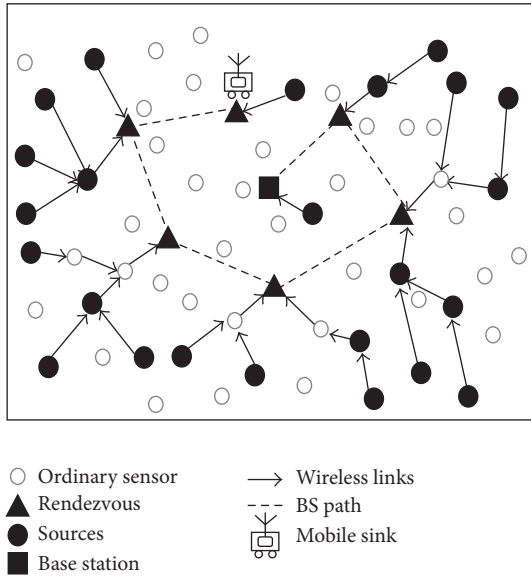 Ordinary sensor
Rendezvous
Sources
Base station
Wireless links
BS path
Mobile sink